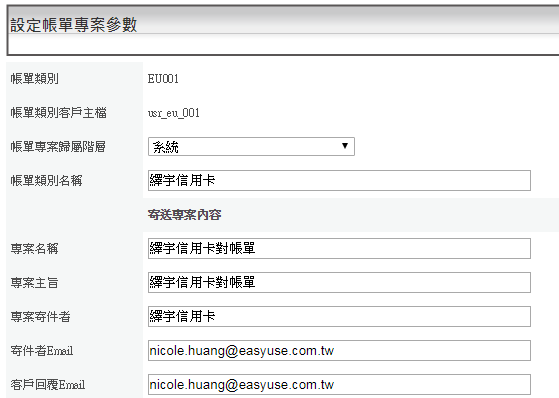 設定帳單專案參數
帳單類別 EU001
帳單類別客戶主檔 usr_eu_001
帳單專案歸屬階層 系統
帳單類別名稱 繹宇信用卡
寄送專案內容
專案名稱 繹宇信用卡對帳單
專案主旨 繹宇信用卡對帳單
專案寄件者 繹宇信用卡
寄件者Email nicole.huang@easyuse.com.tw
客戶回覆Email nicole.huang@easyuse.com.tw